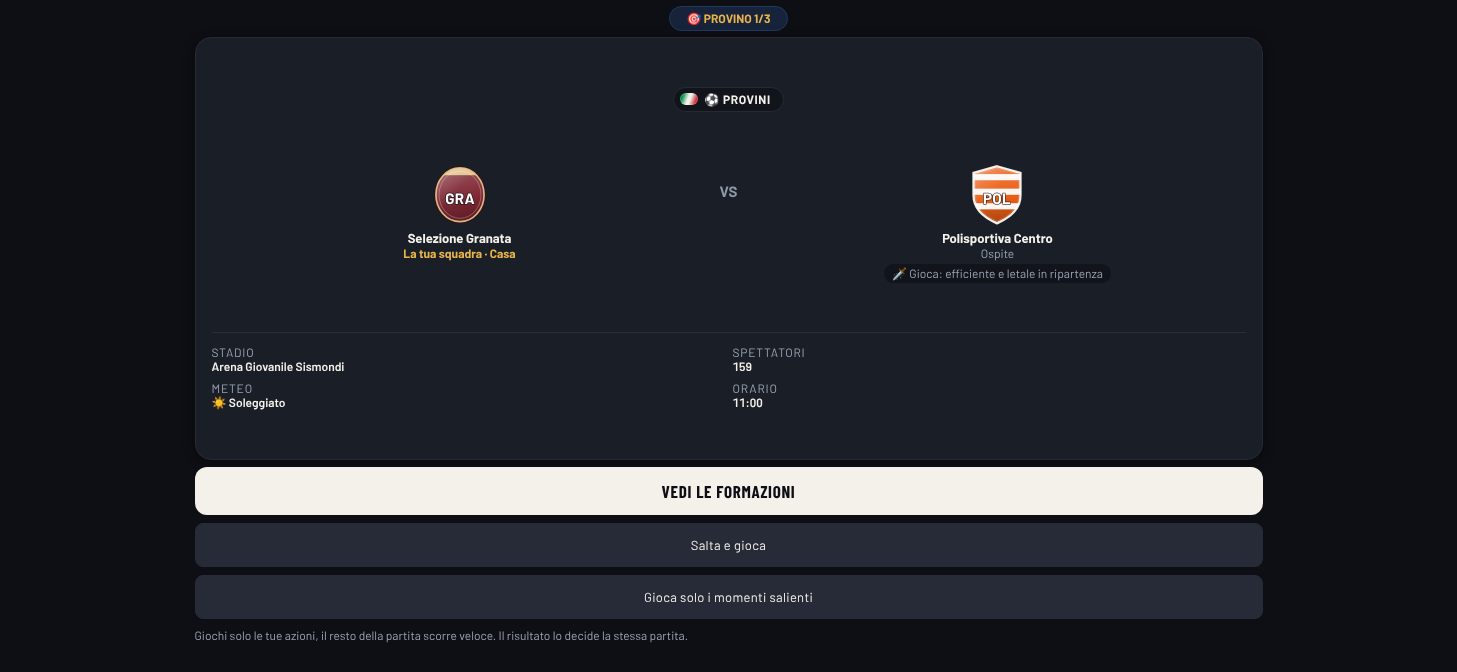 PROVINO 1/3
PROVINI
GRA
VS
POL
Selezione Granata
Polisportiva Centro
La tua squadra · Casa
Ospite
Gioca: efficiente e letale in ripartenza
STADIO
Arena Giovanile Sismondi
SPETTATORI
159
METEO
Soleggiato
ORARIO
11:00
VEDI LE FORMAZIONI
Salta e gioca
Gioca solo i momenti salienti
Giochi solo le tue azioni, il resto della partita scorre veloce. Il risultato lo decide la stessa partita.